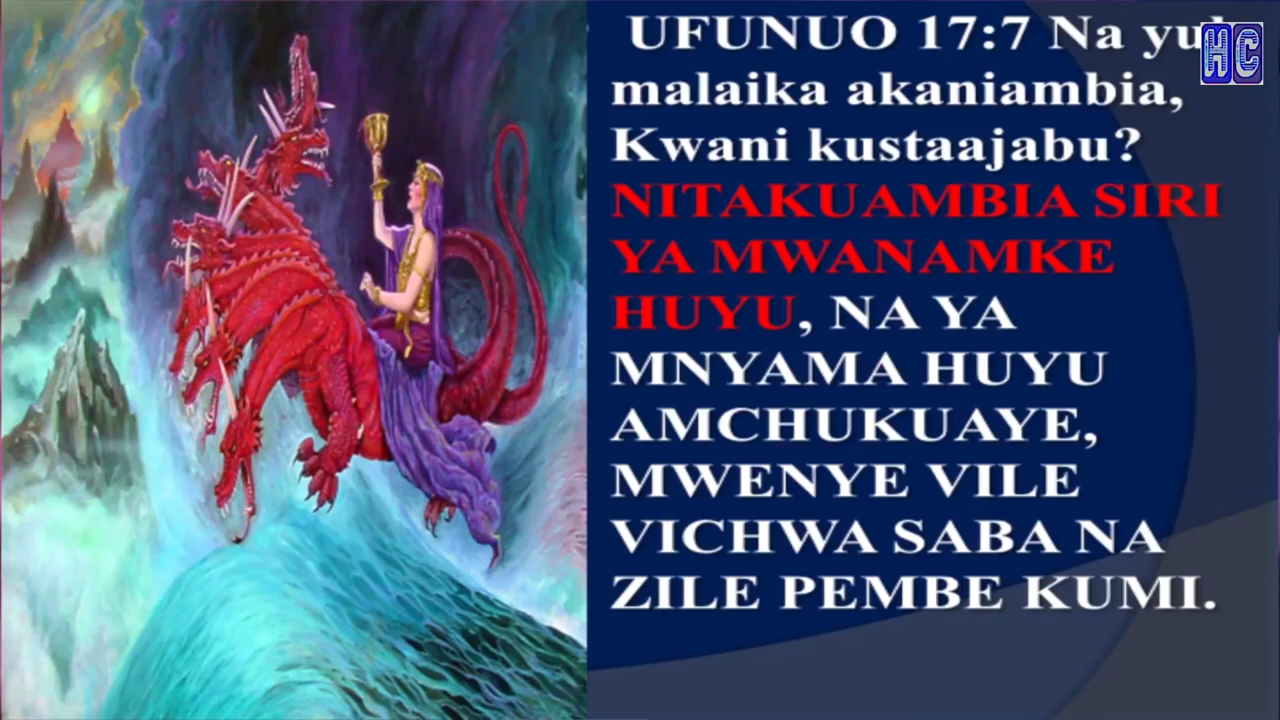 UFUNUO 17:7 Na
malaika akaniambia,
Kwani kustaajabu?
NITAKUAMBIA SIRI
YA MWANAMKE
HUYU, NA YA
MNYAMA HUYU
AMCHUKUAYE,
MWENYE VILE
VICHWA SABA NA
ZILE PEMBE KUMI.
HC